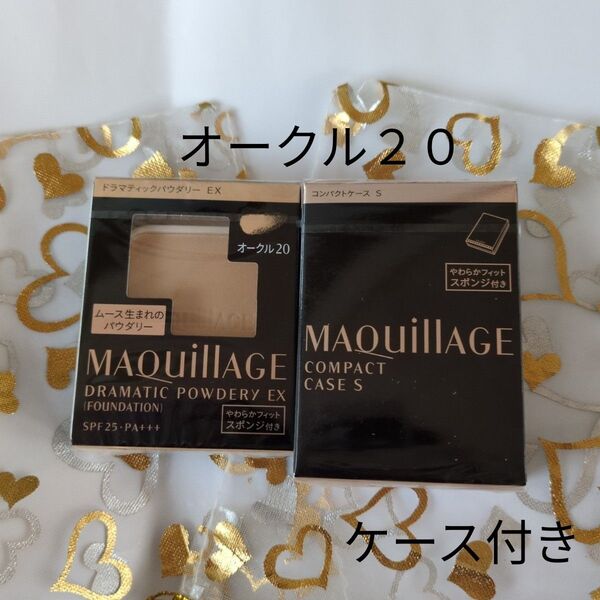 オークル２０
ドラマティックパウダリー EX
オークル20
ムース生まれの
パウダリー
MAQuillAGE
DRAMATIC POWDERY EX
(FOUNDATION)
SPF25・PA+++
やわらかフィット
スポンジ付き
コンパクトケース S
やわらかフィット
スポンジ付き
MAQuillAGE
COMPACT
CASE S
ケース付き